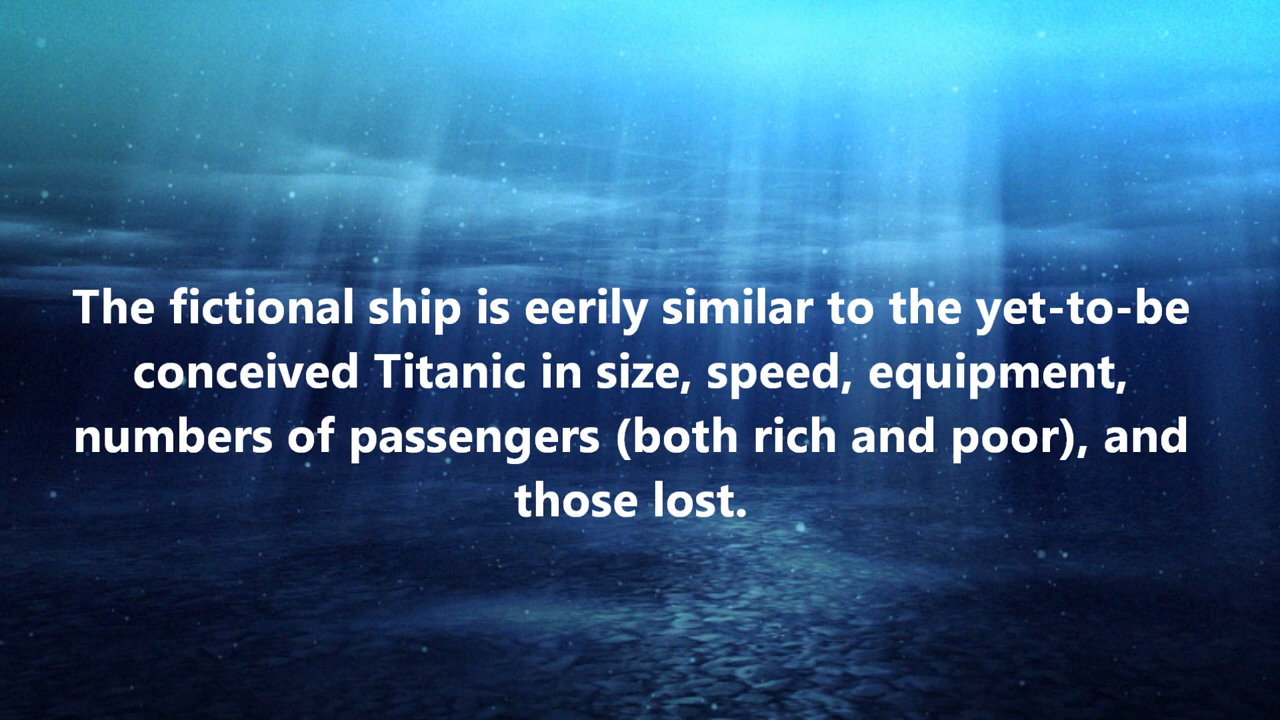 The fictional ship is eerily similar to the yet-to-be
conceived Titanic in size, speed, equipment,
numbers of passengers (both rich and poor), and
those lost.